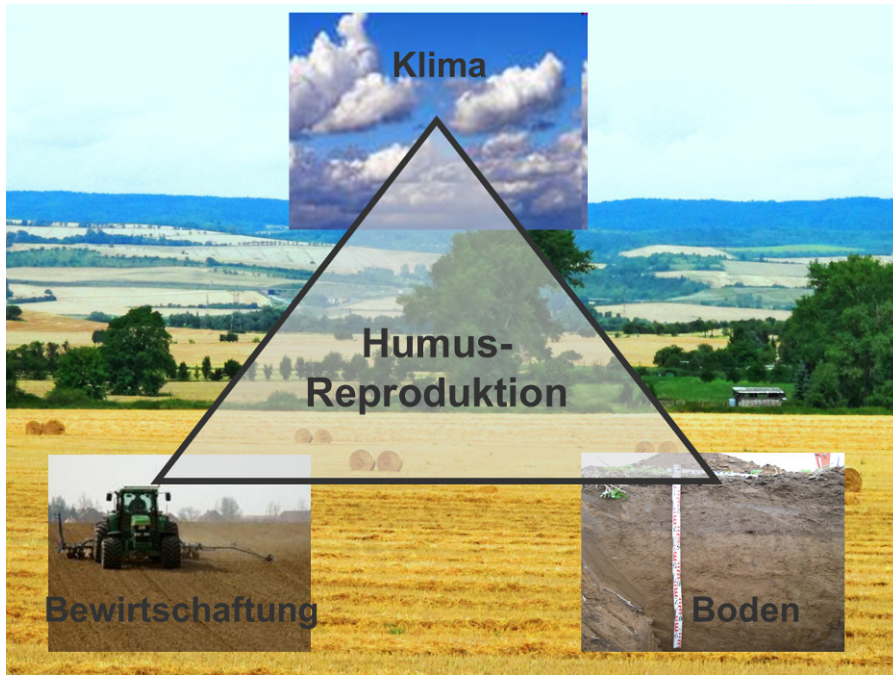 Klima
Humus-
Reproduktion
Bewirtschaftung
Boden